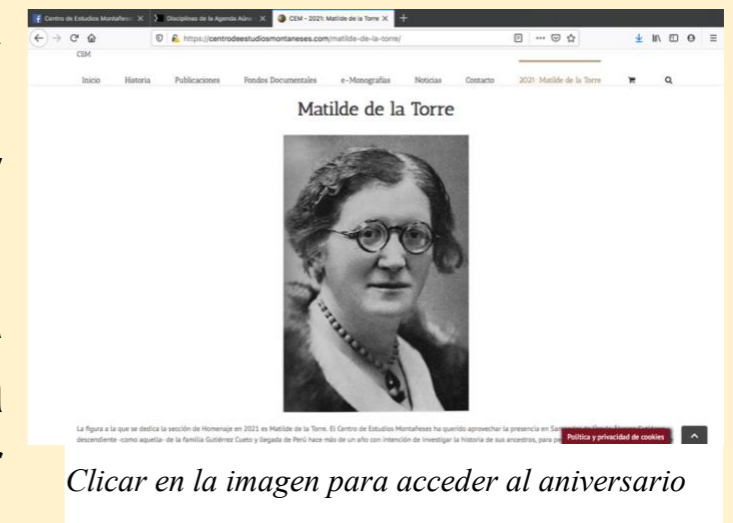 Centro de Estudios Montañeses
Disciplinas de la Agenda
CEM - 2021: Matilde de la Torre
https://centrodeestudiosmontaneses.com/matilde-de-la-torre/
CEM
Inicio Historia Publicaciones Fondos Documentales e-Monografías Noticias Contacto 2021: Matilde de la Torre
Matilde de la Torre
La figura a la que se dedica la sección de Homenaje en 2021 es Matilde de la Torre. El Centro de Estudios Montañeses ha querido aprovechar la presencia en
descendiente -como aquella- de la familia Gutiérrez Cueto y llegada de Perú hace más de un año con intención de investigar la historia de sus ancestros, para
Política y privacidad de cookies
Clicar en la imagen para acceder al aniversario